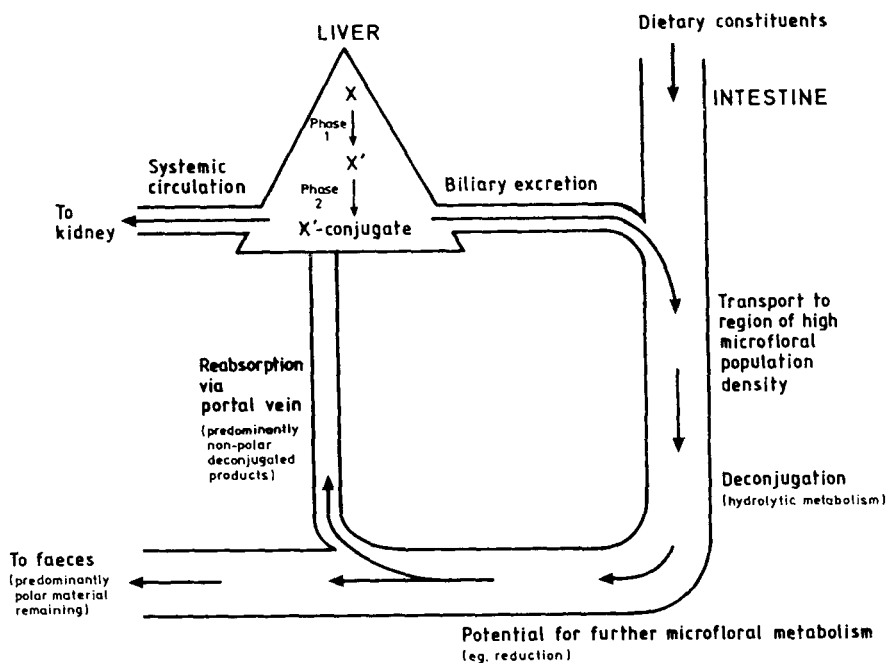 LIVER
Dietary constituents
INTESTINE
X
Phase
1
X'
Phase
2
X'-conjugate
Systemic
circulation
To
kidney
Biliary excretion
Transport to
region of high
microfloral
population
density
Reabsorption
via
portal vein
(predominantly
non-polar
deconjugated
products)
Deconjugation
(hydrolytic metabolism)
To faeces
(predominantly
polar material
remaining)
Potential for further microfloral metabolism
(eg, reduction)